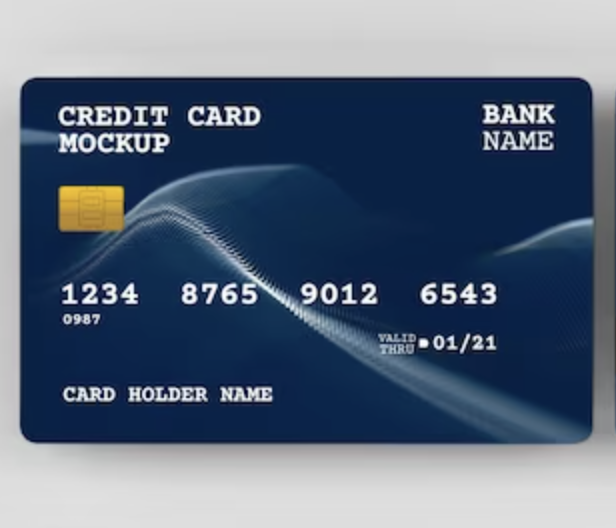 CREDIT CARD
MOCKUP
BANK
NAME
1234 8765 9012 6543
0987
VALID
THRU 01/21
CARD HOLDER NAME